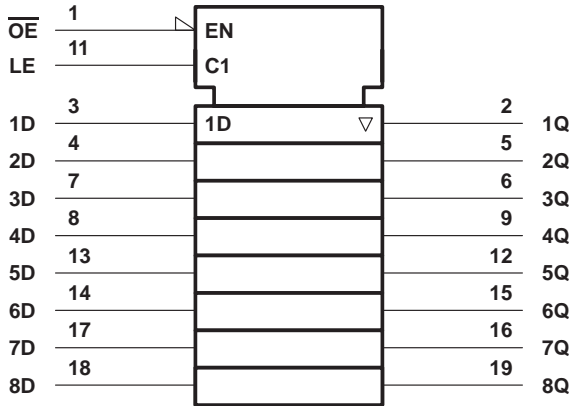 OE 1 EN
LE 11 C1
1D 3 1D ▽ 2 1Q
2D 4 5 2Q
3D 7 6 3Q
4D 8 9 4Q
5D 13 12 5Q
6D 14 15 6Q
7D 17 16 7Q
8D 18 19 8Q